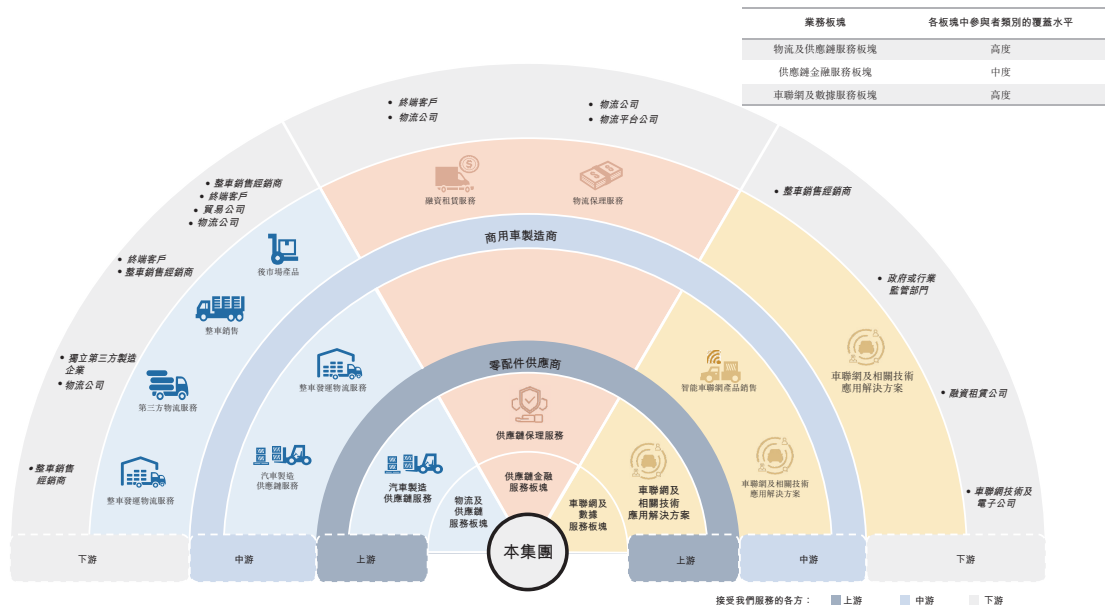 業務板塊 各板塊中參與者類別的覆蓋水平
物流及供應鏈服務板塊 高度
供應鏈金融服務板塊 中度
車聯網及數據服務板塊 高度
• 終端客戶
• 物流公司
• 物流公司
• 物流平台公司
• 整車銷售經銷商
• 終端客戶
• 貿易公司
• 物流公司
• 終端客戶
• 整車銷售經銷商
• 獨立第三方製造
企業
• 物流公司
• 整車銷售
經銷商
• 整車銷售經銷商
• 政府或行業
監管部門
• 融資租賃公司
• 車聯網技術及
電子公司
融資租賃服務
物流保理服務
後市場產品
整車銷售
第三方物流服務
整車發運物流服務
車聯網及相關技術
應用解決方案
商用車製造商
整車發運物流服務
汽車製造
供應鏈服務
智能車聯網產品銷售
車聯網及相關技術
應用解決方案
零配件供應商
供應鏈保理服務
汽車製造
供應鏈服務
車聯網及
相關技術
應用解決方案
物流及
供應鏈
服務板塊
供應鏈金融
服務板塊
車聯網及
數據
服務板塊
本集團
下游 中游 上游 上游 中游 下游
接受我們服務的各方： 上游 中游 下游